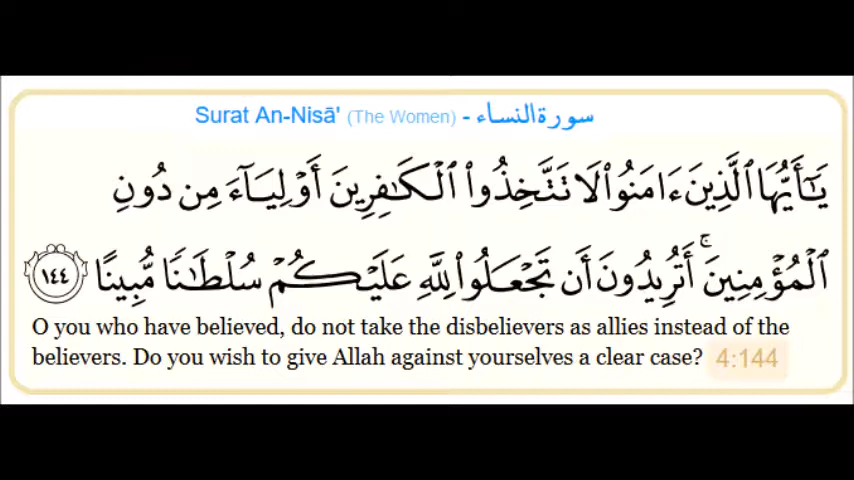 Surat An-Nisā' (The Women) - سورة النساء
يَٰٓأَيُّهَا ٱلَّذِينَ ءَامَنُوا۟ لَا تَتَّخِذُوا۟ ٱلْكَٰفِرِينَ أَوْلِيَآءَ مِن دُونِ
ٱلْمُؤْمِنِينَ ۚ أَتُرِيدُونَ أَن تَجْعَلُوا۟ لِلَّهِ عَلَيْكُمْ سُلْطَٰنًا مُّبِينًا ١٤٤
O you who have believed, do not take the disbelievers as allies instead of the
believers. Do you wish to give Allah against yourselves a clear case? 4:144